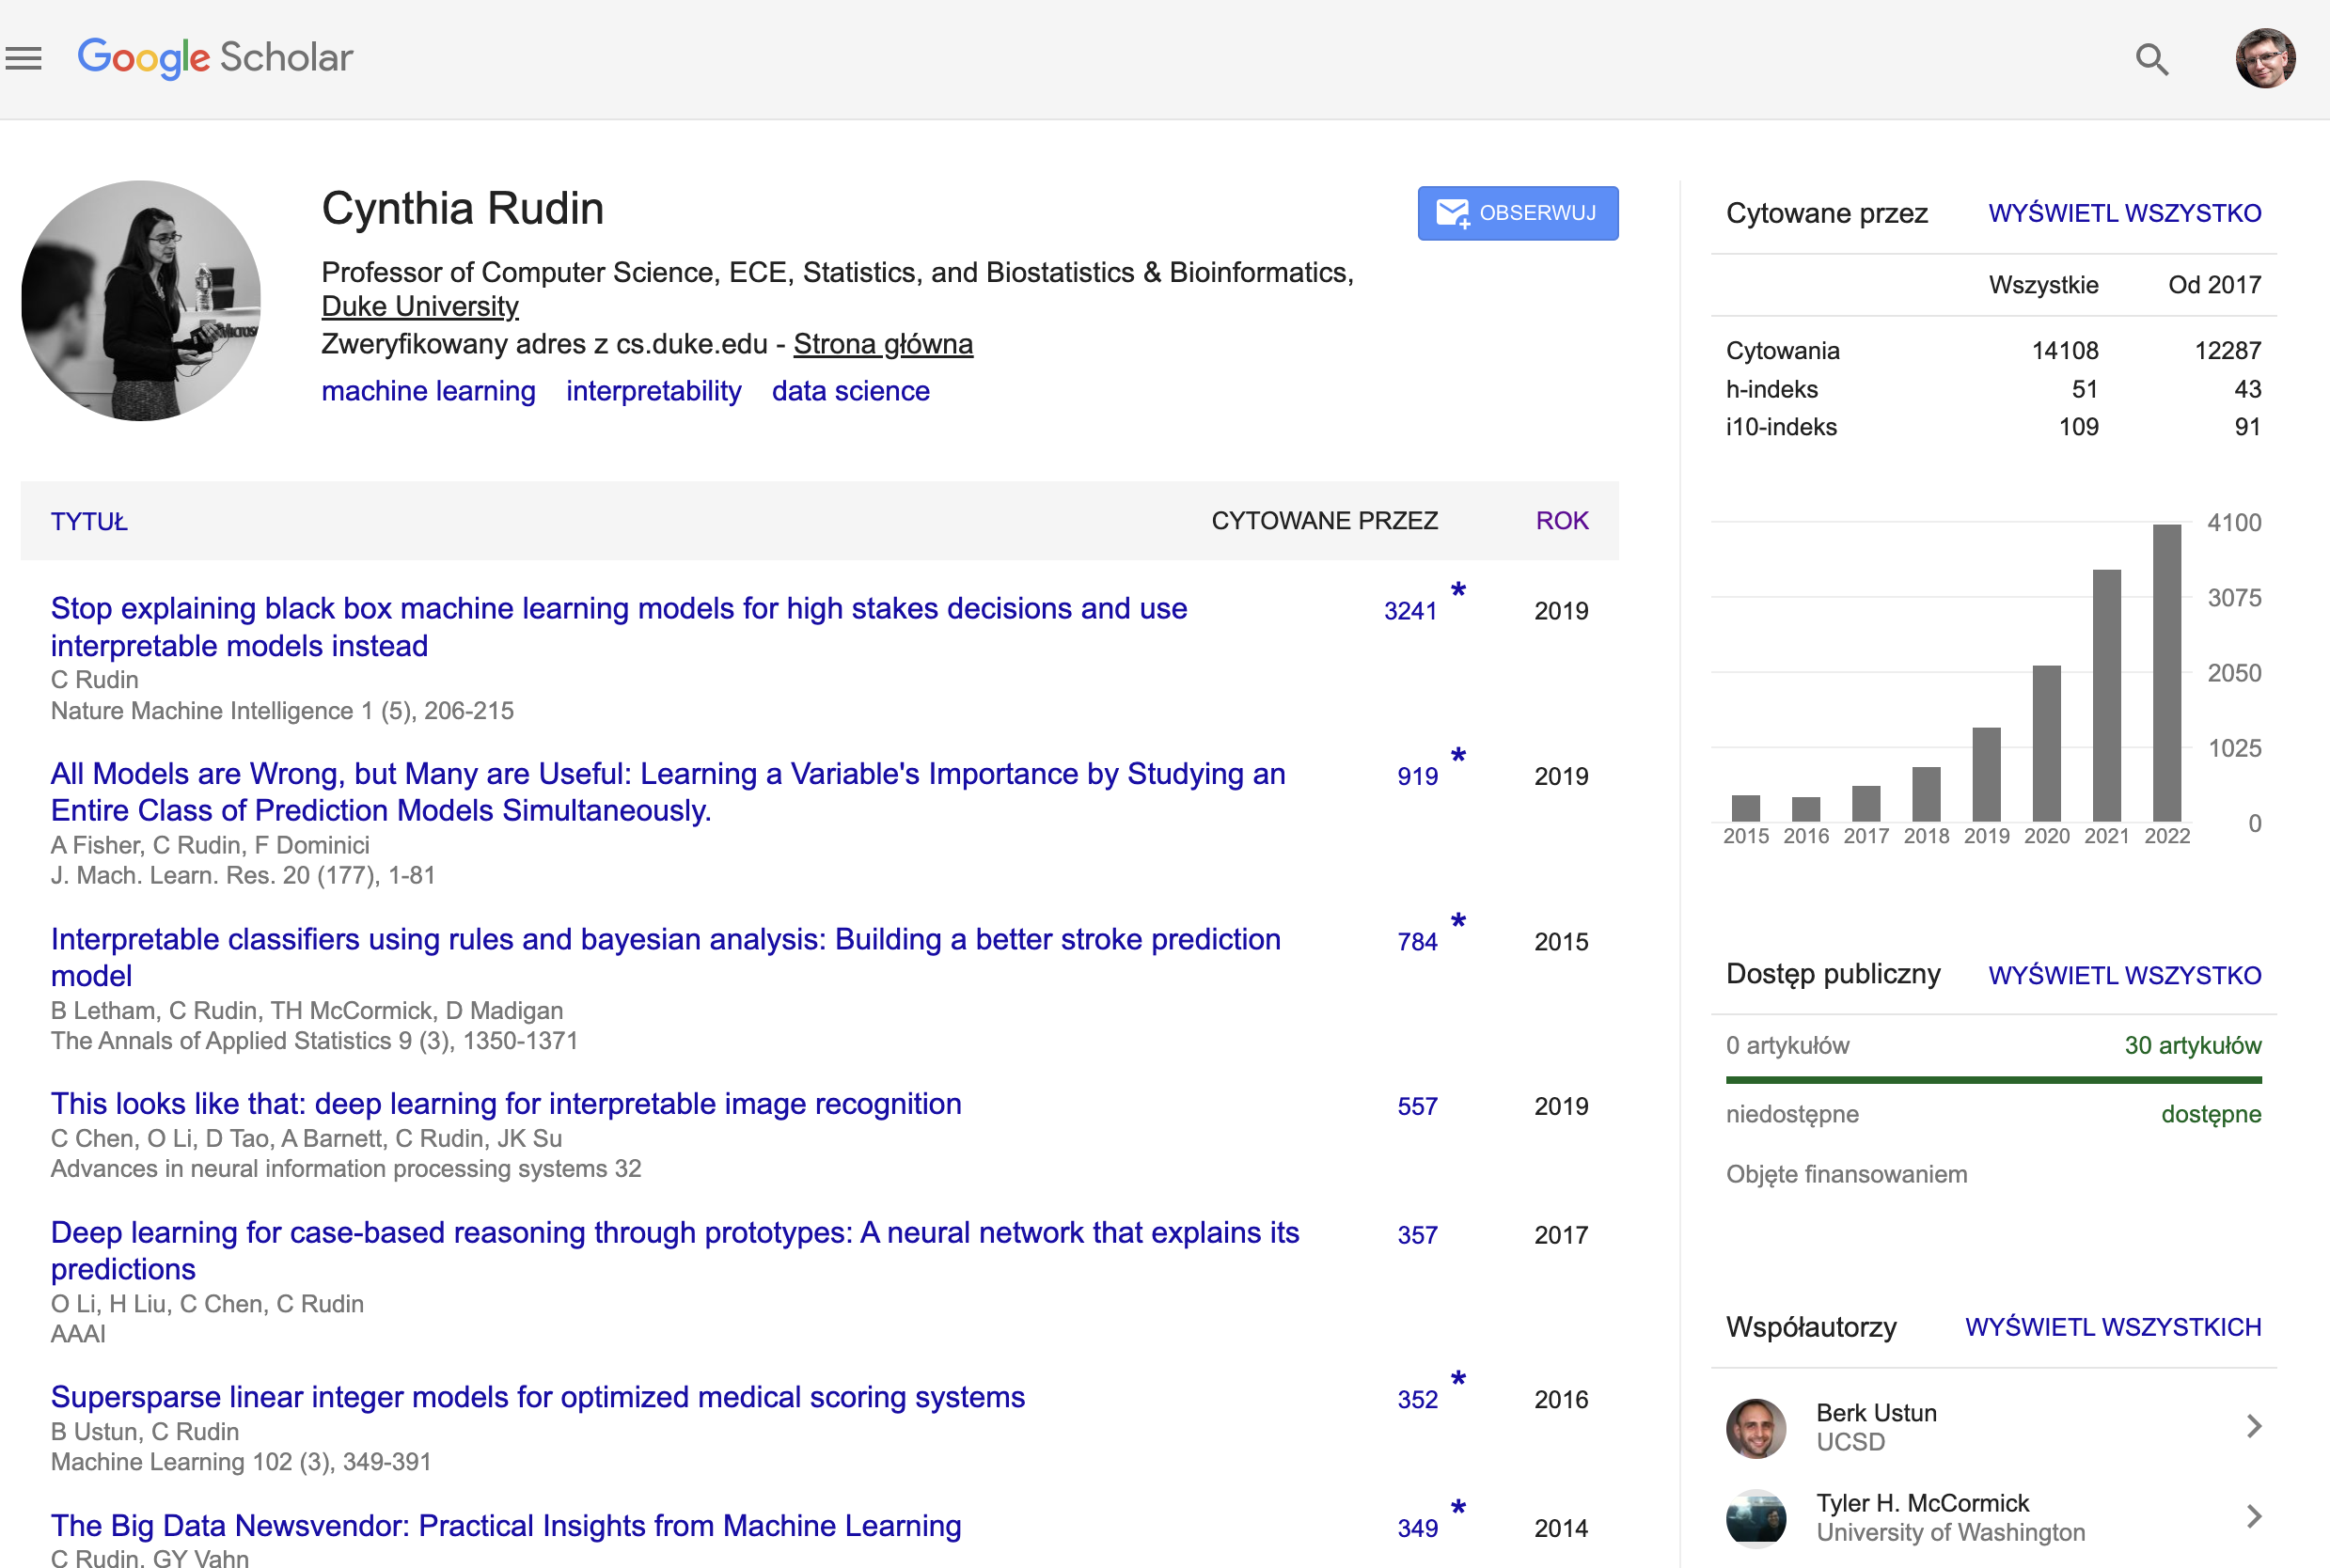 Google Scholar
Cynthia Rudin
OBSERWUJ
Professor of Computer Science, ECE, Statistics, and Biostatistics & Bioinformatics,
Duke University
Zweryfikowany adres z cs.duke.edu - Strona główna
machine learning interpretability data science
TYTUŁ CYTOWANE PRZEZ ROK
Stop explaining black box machine learning models for high stakes decisions and use 3241 * 2019
interpretable models instead
C Rudin
Nature Machine Intelligence 1 (5), 206-215
All Models are Wrong, but Many are Useful: Learning a Variable's Importance by Studying an 919 * 2019
Entire Class of Prediction Models Simultaneously.
A Fisher, C Rudin, F Dominici
J. Mach. Learn. Res. 20 (177), 1-81
Interpretable classifiers using rules and bayesian analysis: Building a better stroke prediction 784 * 2015
model
B Letham, C Rudin, TH McCormick, D Madigan
The Annals of Applied Statistics 9 (3), 1350-1371
This looks like that: deep learning for interpretable image recognition 557 2019
C Chen, O Li, D Tao, A Barnett, C Rudin, JK Su
Advances in neural information processing systems 32
Deep learning for case-based reasoning through prototypes: A neural network that explains its 357 2017
predictions
O Li, H Liu, C Chen, C Rudin
AAAI
Supersparse linear integer models for optimized medical scoring systems 352 * 2016
B Ustun, C Rudin
Machine Learning 102 (3), 349-391
The Big Data Newsvendor: Practical Insights from Machine Learning 349 * 2014
C Rudin, GY Vahn
Cytowane przez WYŚWIETL WSZYSTKO
Wszystkie Od 2017
Cytowania 14108 12287
h-indeks 51 43
i10-indeks 109 91
4100
3075
2050
1025
0
2015 2016 2017 2018 2019 2020 2021 2022
Dostęp publiczny WYŚWIETL WSZYSTKO
0 artykułów 30 artykułów
niedostępne dostępne
Objęte finansowaniem
Współautorzy WYŚWIETL WSZYSTKICH
Berk Ustun
UCSD
Tyler H. McCormick
University of Washington